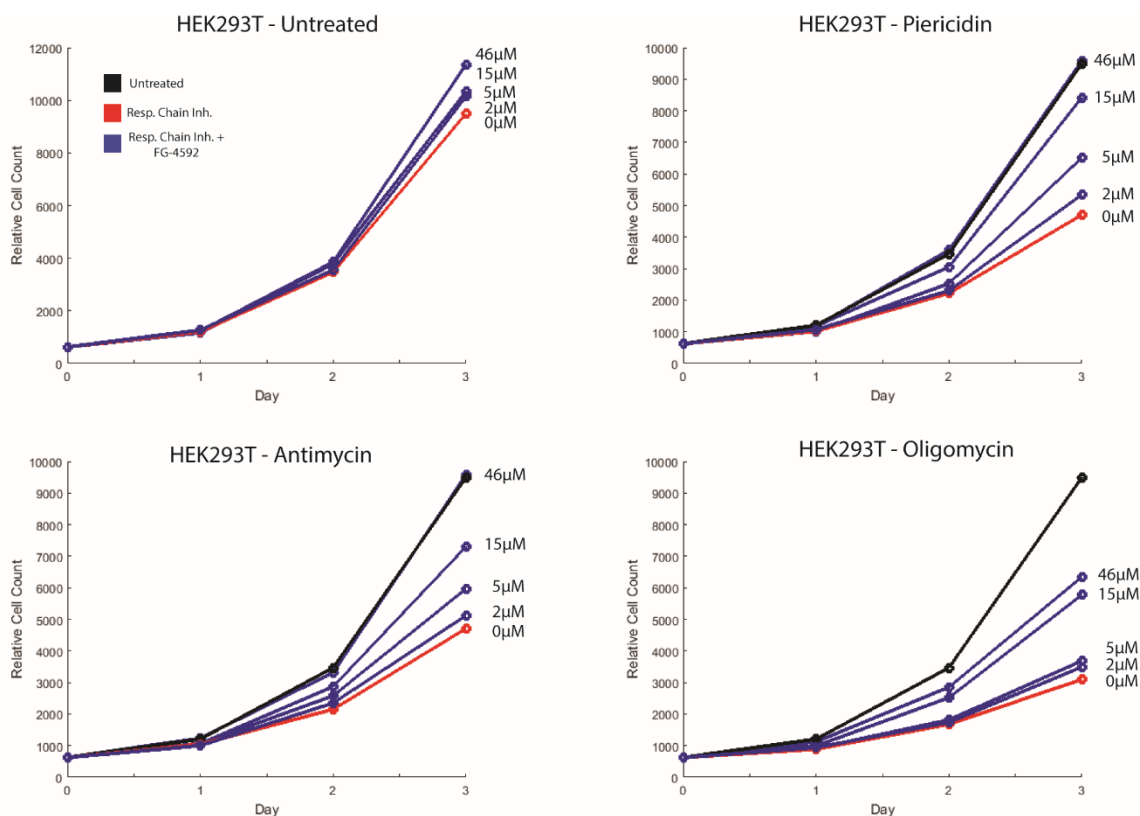 HEK293T - Untreated
12000
10000
8000
6000
4000
2000
0
Relative Cell Count
0
1
2
3
Day
Untreated
Resp. Chain Inh.
Resp. Chain Inh. +
FG-4592
46µM
15µM
5µM
2µM
0µM
HEK293T - Piericidin
10000
9000
8000
7000
6000
5000
4000
3000
2000
1000
0
Relative Cell Count
0
1
2
3
Day
46µM
15µM
5µM
2µM
0µM
HEK293T - Antimycin
10000
9000
8000
7000
6000
5000
4000
3000
2000
1000
0
Relative Cell Count
0
1
2
3
Day
46µM
15µM
5µM
2µM
0µM
HEK293T - Oligomycin
10000
9000
8000
7000
6000
5000
4000
3000
2000
1000
0
Relative Cell Count
0
1
2
3
Day
46µM
15µM
5µM
2µM
0µM